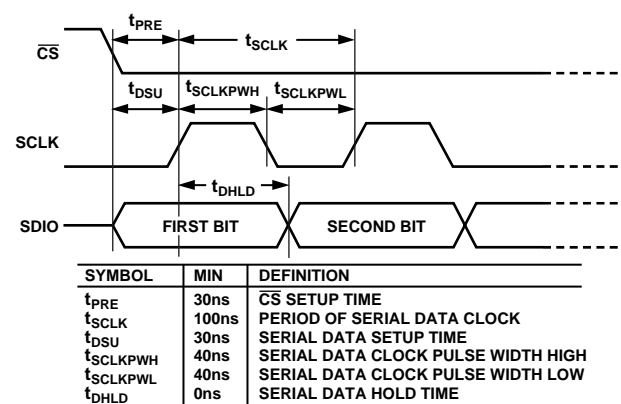 tPRE
tSCLK
CS
tDSU tSCLKPWH tSCLKPWL
SCLK
tDHLD
SDIO FIRST BIT SECOND BIT
SYMBOL MIN DEFINITION
tPRE 30ns CS SETUP TIME
tSCLK 100ns PERIOD OF SERIAL DATA CLOCK
tDSU 30ns SERIAL DATA SETUP TIME
tSCLKPWH 40ns SERIAL DATA CLOCK PULSE WIDTH HIGH
tSCLKPWL 40ns SERIAL DATA CLOCK PULSE WIDTH LOW
tDHLD 0ns SERIAL DATA HOLD TIME